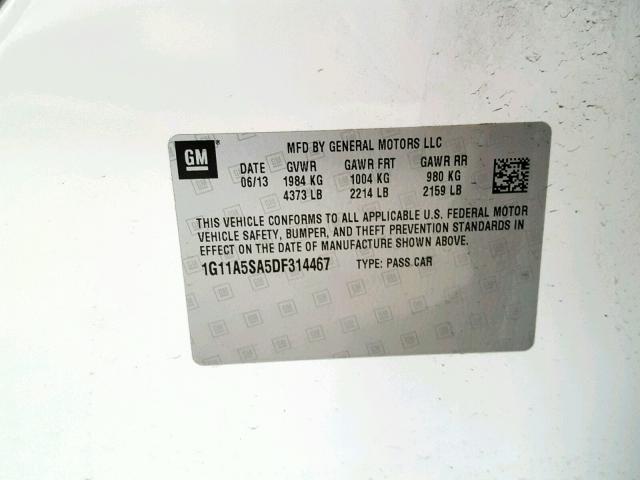 GM ® MFD BY GENERAL MOTORS LLC
DATE GVWR GAWR FRT GAWR RR
06/13 1984 KG 1004 KG 980 KG
4373 LB 2214 LB 2159 LB
THIS VEHICLE CONFORMS TO ALL APPLICABLE U.S. FEDERAL MOTOR
VEHICLE SAFETY, BUMPER, AND THEFT PREVENTION STANDARDS IN
EFFECT ON THE DATE OF MANUFACTURE SHOWN ABOVE.
1G11A5SA5DF314467 TYPE: PASS CAR